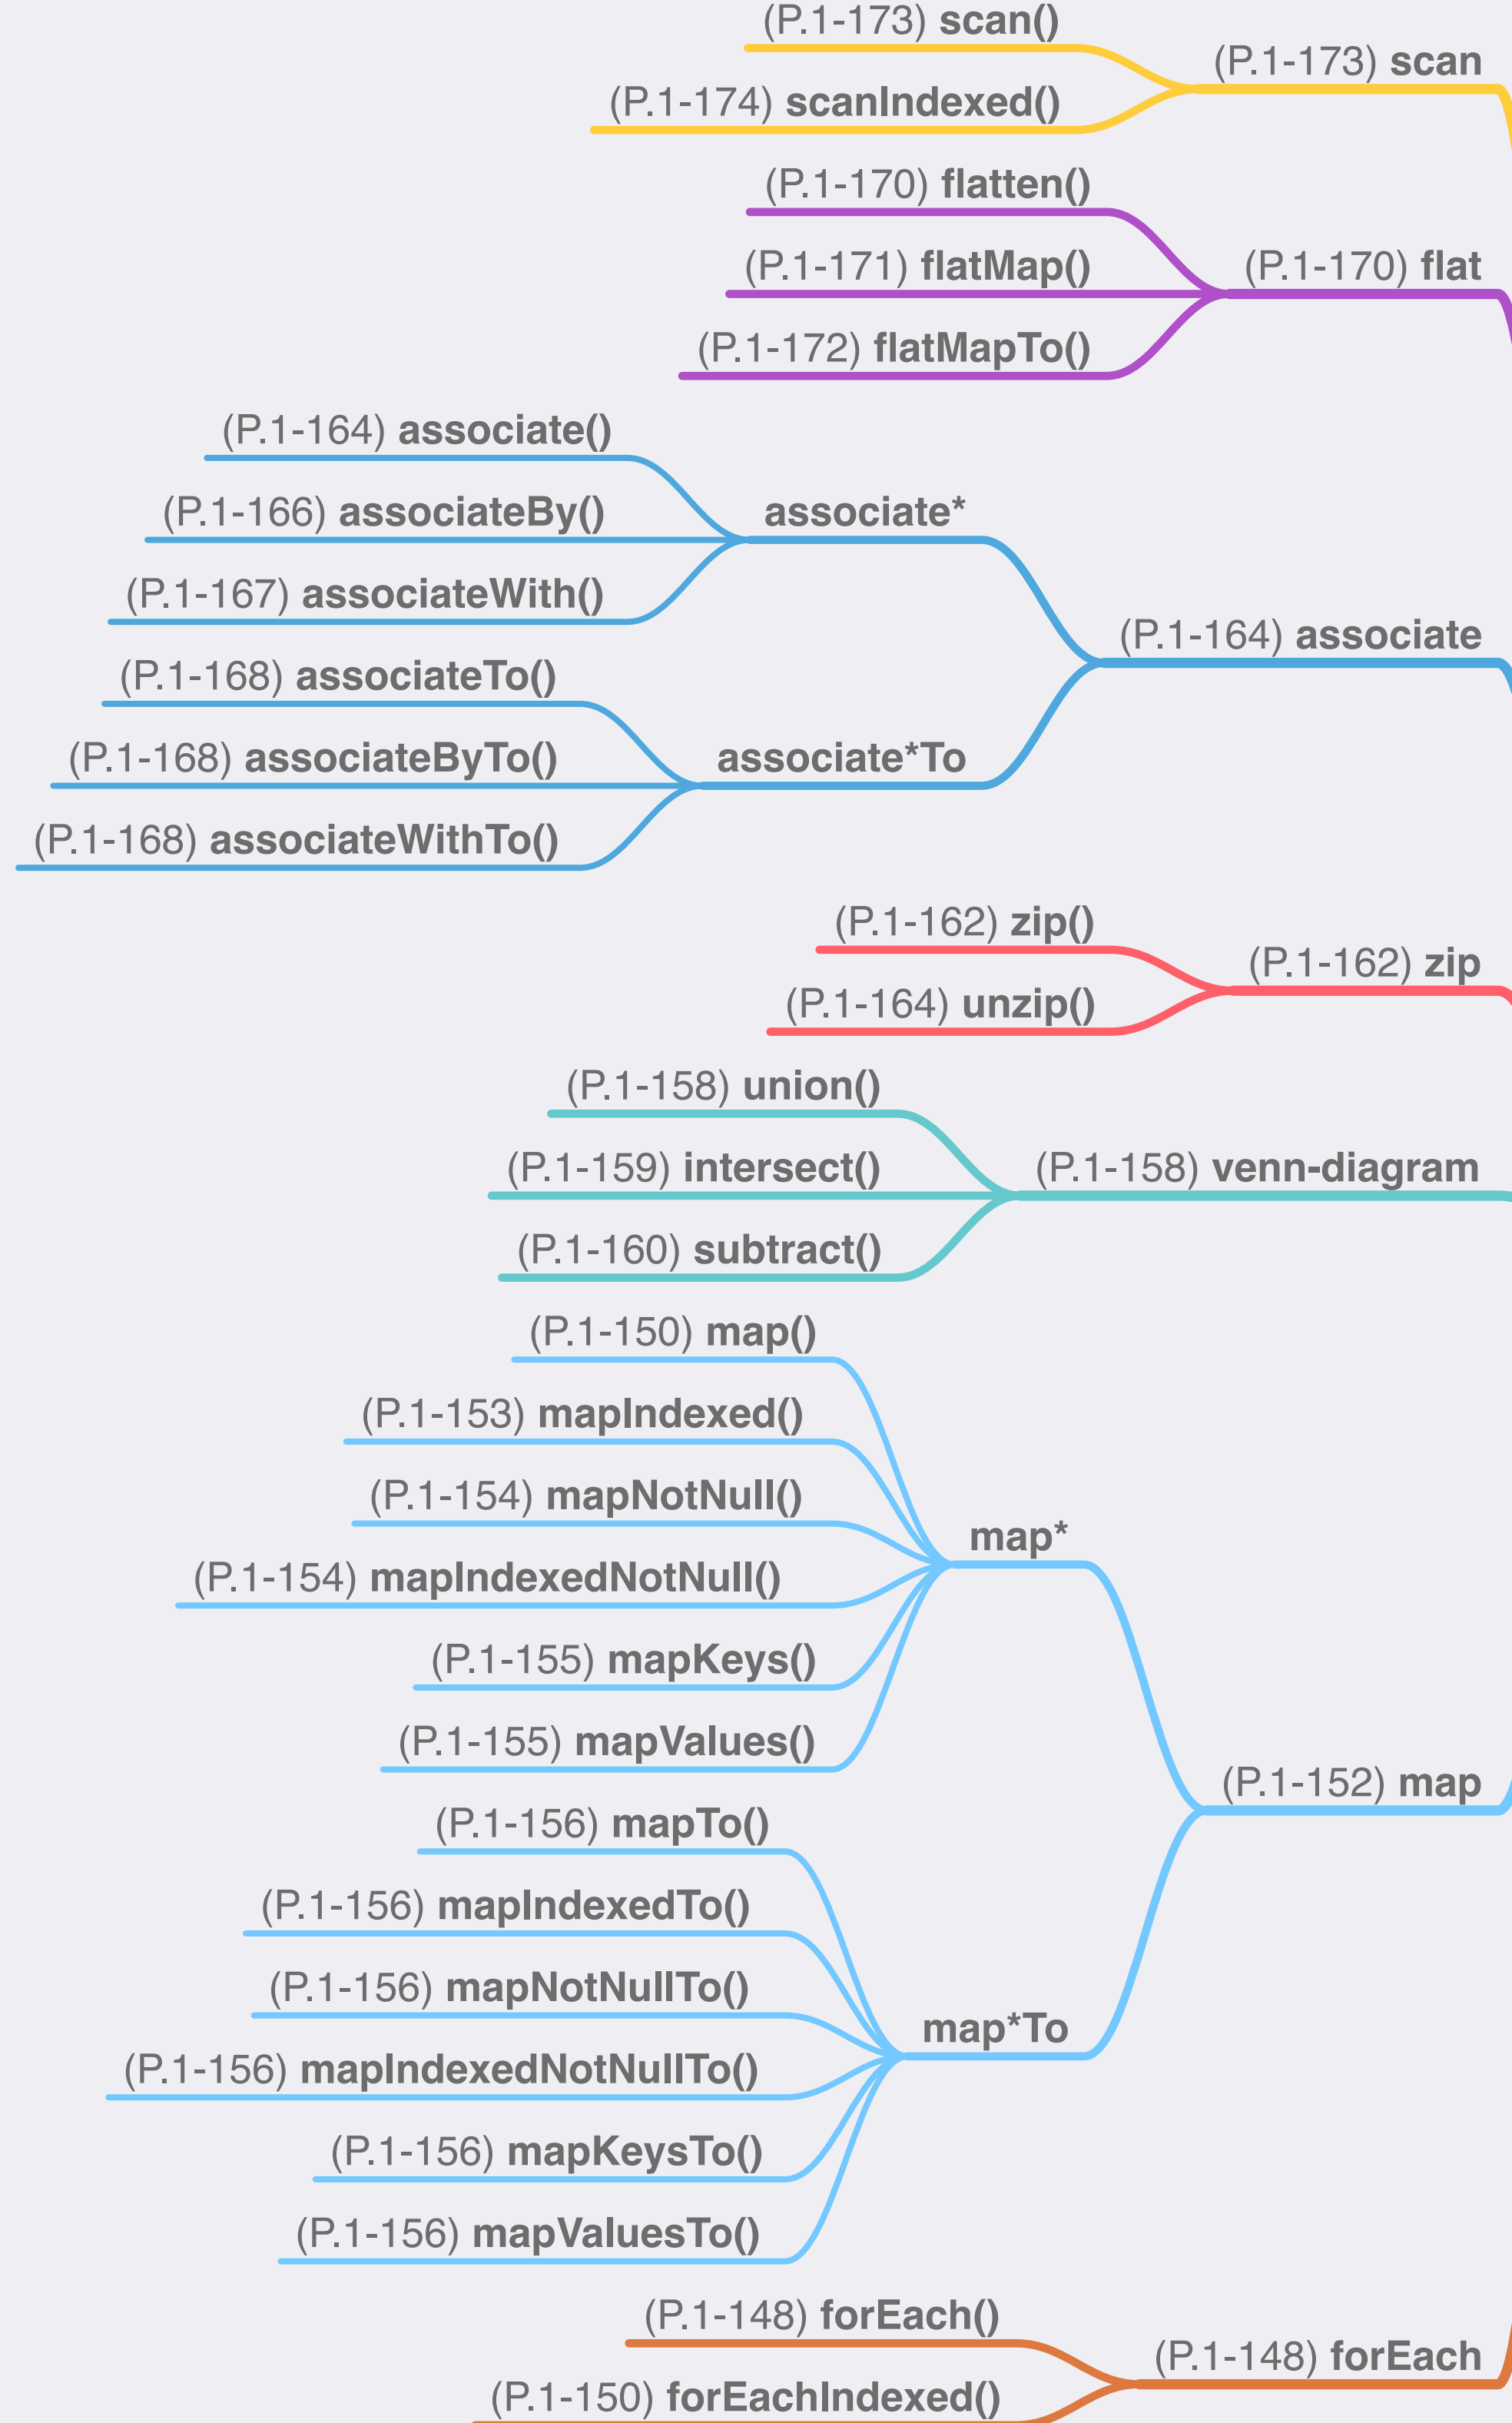 (P.1-173) scan()
(P.1-173) scan
(P.1-174) scanIndexed()
(P.1-170) flatten()
(P.1-171) flatMap()
(P.1-170) flat
(P.1-172) flatMapTo()
(P.1-164) associate()
(P.1-166) associateBy()
associate*
(P.1-167) associateWith()
(P.1-164) associate
(P.1-168) associateTo()
(P.1-168) associateByTo()
associate*To
(P.1-168) associateWithTo()
(P.1-162) zip()
(P.1-162) zip
(P.1-164) unzip()
(P.1-158) union()
(P.1-159) intersect()
(P.1-158) venn-diagram
(P.1-160) subtract()
(P.1-150) map()
(P.1-153) mapIndexed()
(P.1-154) mapNotNull()
map*
(P.1-154) mapIndexedNotNull()
(P.1-155) mapKeys()
(P.1-155) mapValues()
(P.1-152) map
(P.1-156) mapTo()
(P.1-156) mapIndexedTo()
(P.1-156) mapNotNullTo()
map*To
(P.1-156) mapIndexedNotNullTo()
(P.1-156) mapKeysTo()
(P.1-156) mapValuesTo()
(P.1-148) forEach()
(P.1-148) forEach
(P.1-150) forEachIndexed()